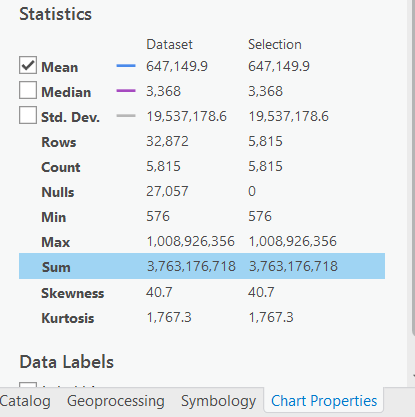 Statistics
Dataset Selection
Mean 647,149.9 647,149.9
Median 3,368 3,368
Std. Dev. 19,537,178.6 19,537,178.6
Rows 32,872 5,815
Count 5,815 5,815
Nulls 27,057 0
Min 576 576
Max 1,008,926,356 1,008,926,356
Sum 3,763,176,718 3,763,176,718
Skewness 40.7 40.7
Kurtosis 1,767.3 1,767.3
Data Labels
Catalog Geoprocessing Symbology Chart Properties